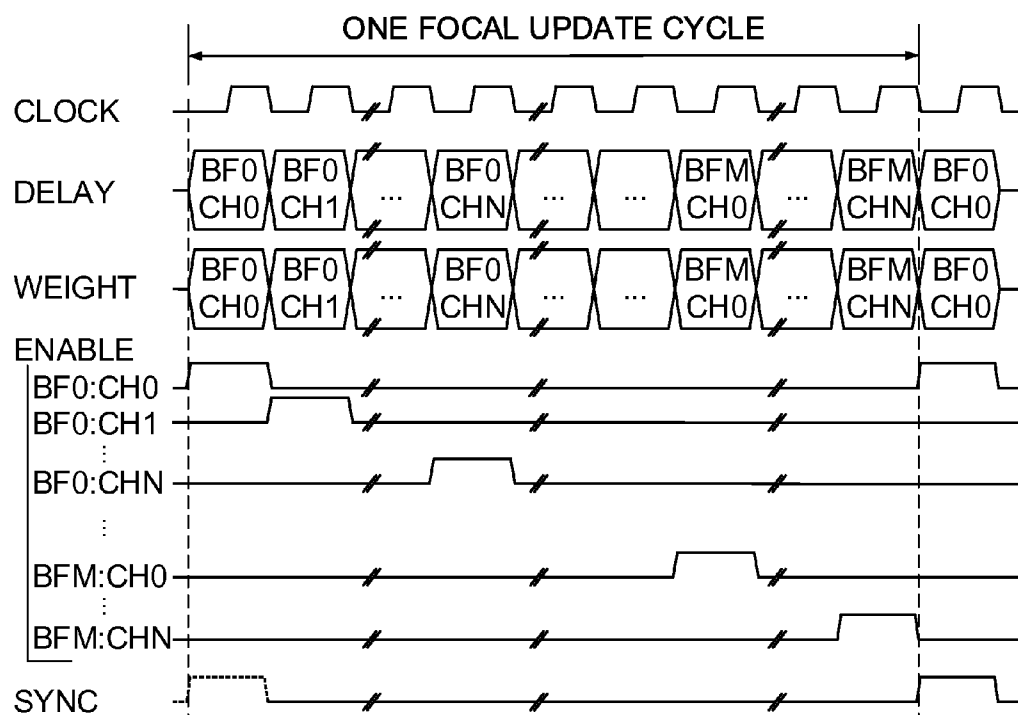 ONE FOCAL UPDATE CYCLE
CLOCK
DELAY
BF0 BF0 BF0 BFM BFM BF0
CH0 CH1 ... CHN ... ... CH0 ... CHN CH0
WEIGHT
BF0 BF0 BF0 BFM BFM BF0
CH0 CH1 ... CHN ... ... CH0 ... CHN CH0
ENABLE
BF0:CH0
BF0:CH1
...
BF0:CHN
...
BFM:CH0
...
BFM:CHN
SYNC